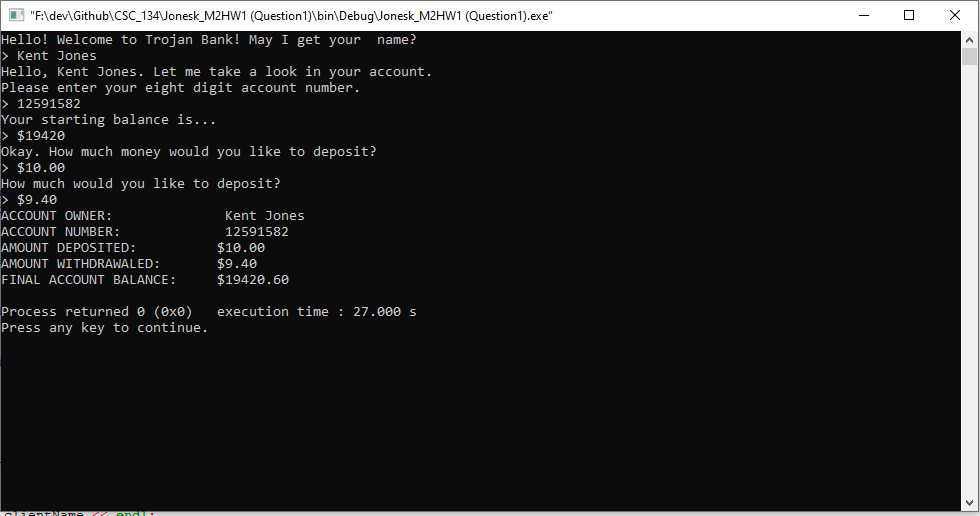 "F:\dev\Github\CSC_134\Jonesk_M2HW1 (Question1)\bin\Debug\Jonesk_M2HW1 (Question1).exe"
Hello! Welcome to Trojan Bank! May I get your  name?
> Kent Jones
Hello, Kent Jones. Let me take a look in your account.
Please enter your eight digit account number.
> 12591582
Your starting balance is...
> $19420
Okay. How much money would you like to deposit?
> $10.00
How much would you like to deposit?
> $9.40
ACCOUNT OWNER:              Kent Jones
ACCOUNT NUMBER:             12591582
AMOUNT DEPOSITED:          $10.00
AMOUNT WITHDRAWALED:       $9.40
FINAL ACCOUNT BALANCE:     $19420.60
Process returned 0 (0x0)   execution time : 27.000 s
Press any key to continue.
clientName << endl;